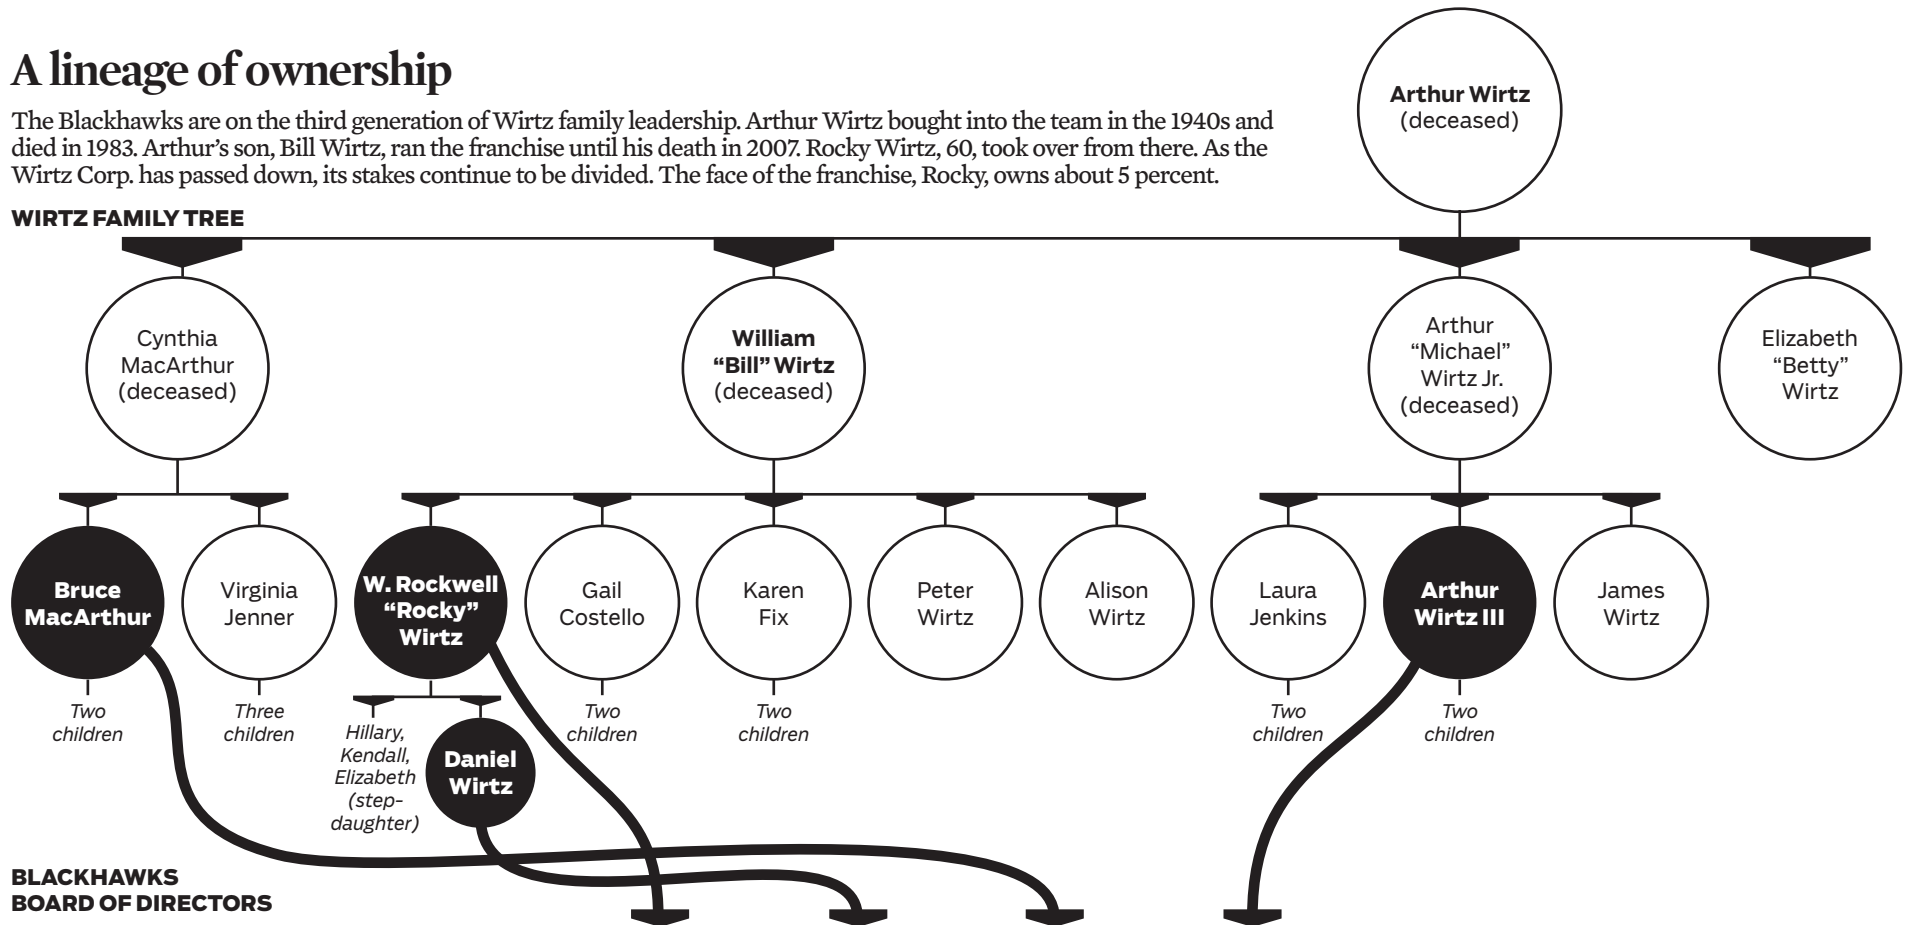 A lineage of ownership
The Blackhawks are on the third generation of Wirtz family leadership. Arthur Wirtz bought into the team in the 1940s and
died in 1983. Arthur’s son, Bill Wirtz, ran the franchise until his death in 2007. Rocky Wirtz, 60, took over from there. As the
Wirtz Corp. has passed down, its stakes continue to be divided. The face of the franchise, Rocky, owns about 5 percent.
WIRTZ FAMILY TREE
Arthur Wirtz
(deceased)
Cynthia
MacArthur
(deceased)
William
“Bill” Wirtz
(deceased)
Arthur
“Michael”
Wirtz Jr.
(deceased)
Elizabeth
“Betty”
Wirtz
Bruce
MacArthur
Virginia
Jenner
W. Rockwell
“Rocky”
Wirtz
Gail
Costello
Karen
Fix
Peter
Wirtz
Alison
Wirtz
Laura
Jenkins
Arthur
Wirtz III
James
Wirtz
Two
children
Three
children
Hillary,
Kendall,
Elizabeth
(step-
daughter)
Daniel
Wirtz
Two
children
Two
children
Two
children
Two
children
BLACKHAWKS
BOARD OF DIRECTORS